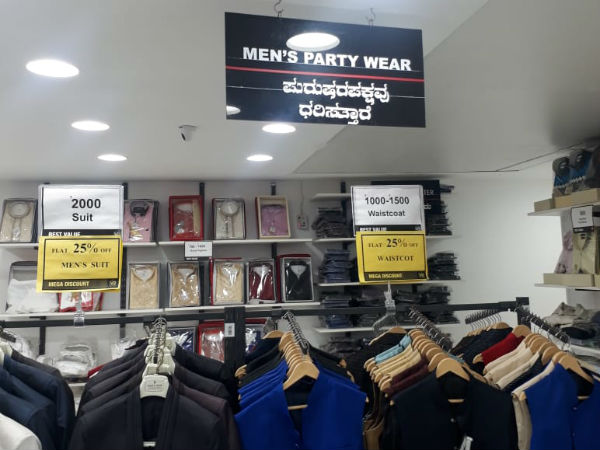 MEN'S PARTY WEAR
ಪುರುಷರಪಕ್ಷವು
ಧರಿಸುತ್ತಾರೆ
2000
Suit
BEST VALUE
FLAT 25% OFF
MEN'S SUIT
MEGA DISCOUNT
1000-1500
Waistcoat
BEST VALUE
FLAT 25% OFF
WAISTCOT
MEGA DISCOUNT